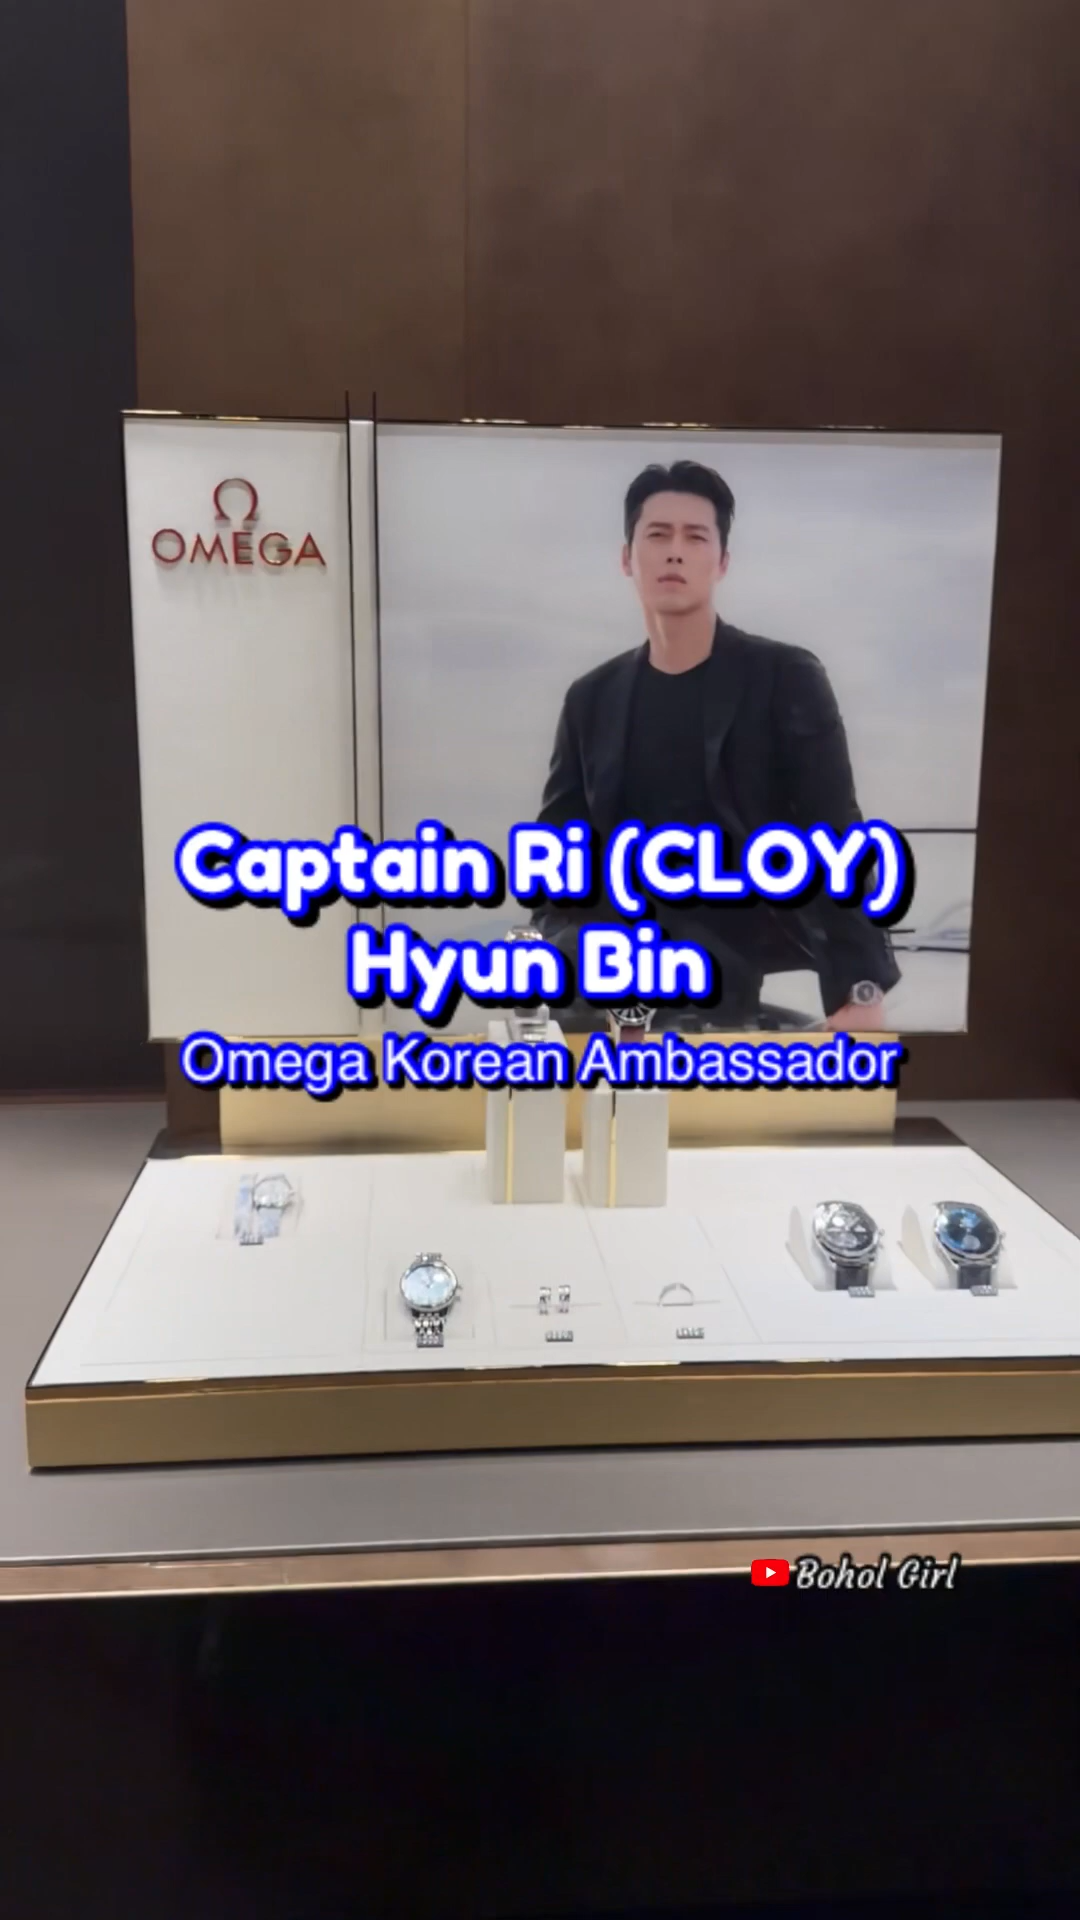 Ω
OMEGA
Captain Ri (CLOY)
Hyun Bin
Omega Korean Ambassador
Bohol Girl